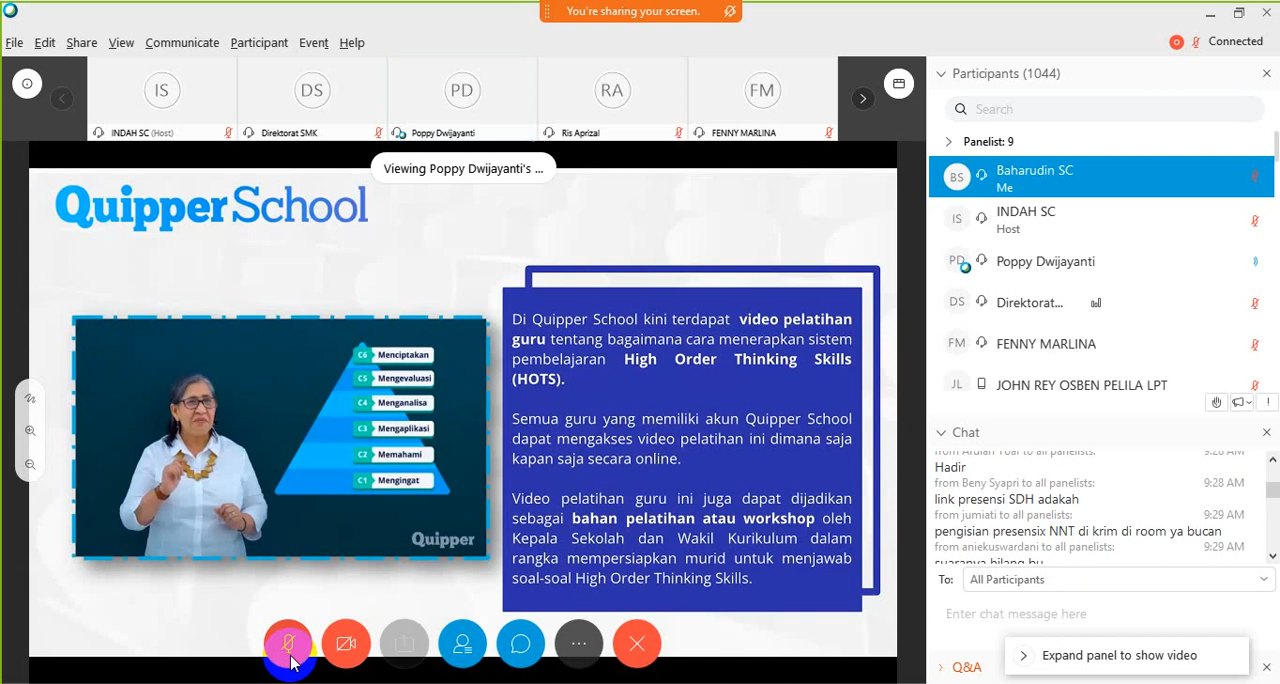 You're sharing your screen.
File Edit Share View Communicate Participant Event Help
Connected
IS
DS
PD
RA
FM
INDAH SC (Host)
Direktorat SMK
Poppy Dwijayanti
Ris Aprizal
FENNY MARLINA
Viewing Poppy Dwijayanti's ...
Quipper School
C6 Menciptakan
C5 Mengevaluasi
C4 Menganalisa
C3 Mengaplikasi
C2 Memahami
C1 Mengingat
Quipper
Di Quipper School kini terdapat video pelatihan
guru tentang bagaimana cara menerapkan sistem
pembelajaran High Order Thinking Skills
(HOTS).
Semua guru yang memiliki akun Quipper School
dapat mengakses video pelatihan ini dimana saja
kapan saja secara online.
Video pelatihan guru ini juga dapat dijadikan
sebagai bahan pelatihan atau workshop oleh
Kepala Sekolah dan Wakil Kurikulum dalam
rangka mempersiapkan murid untuk menjawab
soal-soal High Order Thinking Skills.
Participants (1044)
Search
Panelist: 9
BS Baharudin SC
Me
IS INDAH SC
Host
PD Poppy Dwijayanti
DS Direktorat...
FM FENNY MARLINA
JL JOHN REY OSBEN PELILA LPT
Chat
to all panelists:
Hadir
from Beny Syapri to all panelists: 9:28 AM
link presensi SDH adakah
from jumiati to all panelists: 9:29 AM
pengisian presensix NNT di krim di room ya bucan
from aniekuswardani to all panelists: 9:29 AM
To: All Participants
Enter chat message here
Q&A
Expand panel to show video